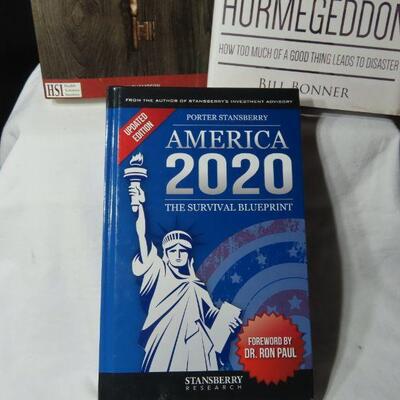 HORMEGEDDON
HOW TOO MUCH OF A GOOD THING LEADS TO DISASTER
BILL BONNER
HSI
FROM THE AUTHOR OF STANSBERRY'S INVESTMENT ADVISORY
UPDATED
EDITION
PORTER STANSBERRY
AMERICA
2020
THE SURVIVAL BLUEPRINT
FOREWORD BY
DR. RON PAUL
STANSBERRY
RESEARCH